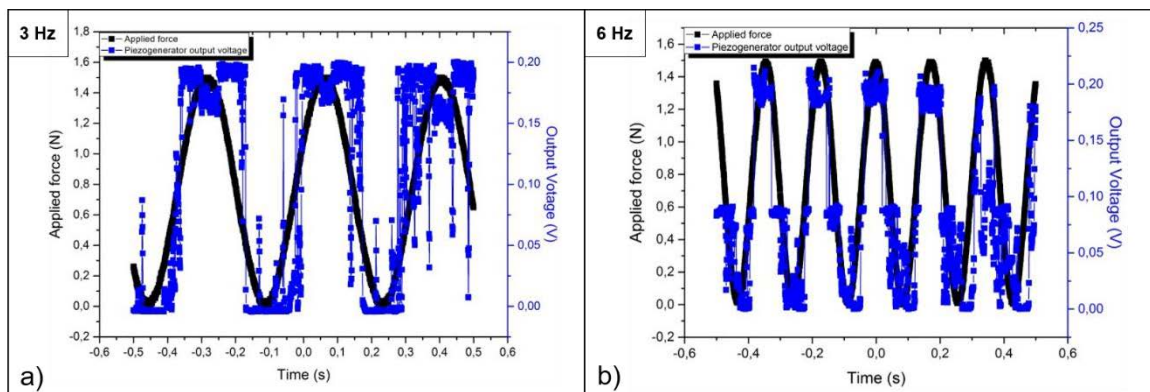 3 Hz
Applied force
Piezogenerator output voltage
1,8
1,6
1,4
1,2
1,0
0,8
0,6
0,4
0,2
0,0
-0,2
Applied force (N)
0,20
0,15
0,10
0,05
0,00
Output Voltage (V)
-0,6 -0,5 -0,4 -0,3 -0,2 -0,1 0,0 0,1 0,2 0,3 0,4 0,5 0,6
Time (s)
a)
6 Hz
Applied force
Piezogenerator output voltage
1,6
1,4
1,2
1,0
0,8
0,6
0,4
0,2
0,0
-0,2
Applied force (N)
0,25
0,20
0,15
0,10
0,05
0,00
Output Voltage (V)
-0,6 -0,4 -0,2 0,0 0,2 0,4 0,6
Time (s)
b)